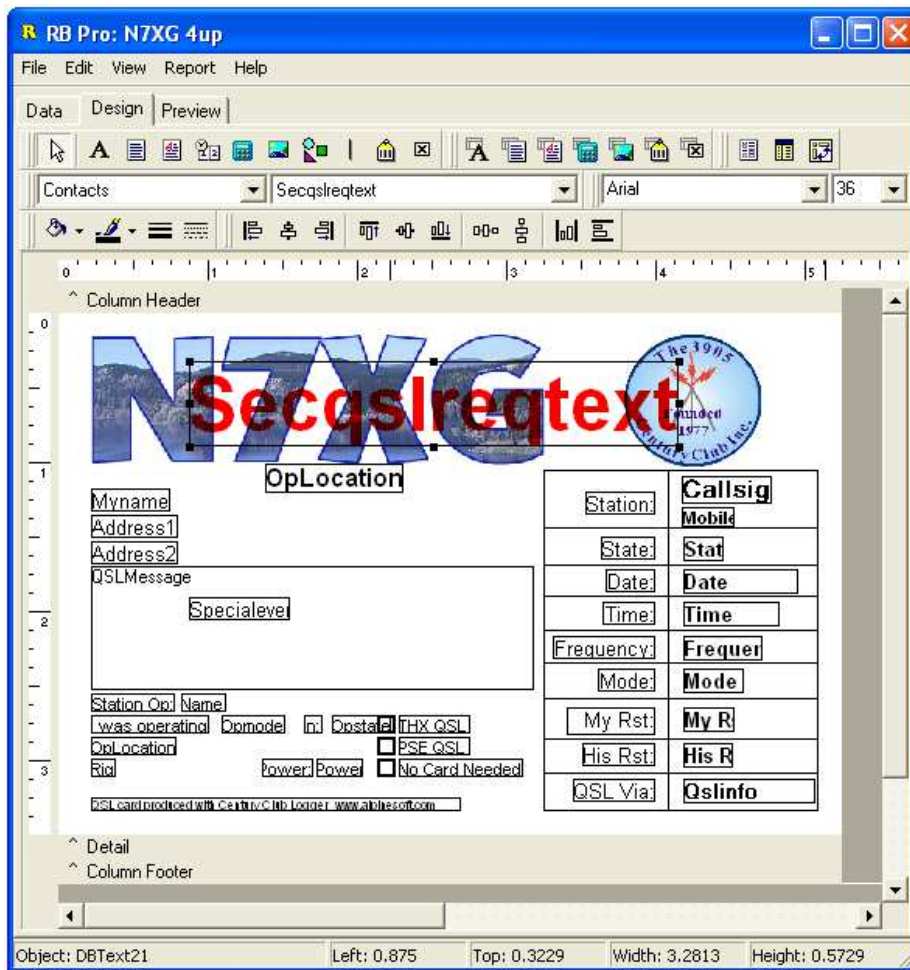 RB Pro: N7XG 4up
File Edit View Report Help
Data Design Preview
Contacts Secqslreqtext Arial 36
0 1 2 3 4 5
^ Column Header
0
N7XG
Secqslreqtext
The 3905
Founded
1977
Century Club Inc.
1
OpLocation
Myname
Address1
Address2
QSLMessage
Specialever
2
Station: Callsig
Mobile
State: Stat
Date: Date
Time: Time
Frequency: Frequer
Mode: Mode
My Rst: My R
His Rst: His R
QSL Via: Qslinfo
Station Op: Name
was operating Opmode In: Opstate THX QSL
OpLocation PSE QSL
3
Rig Power: Power No Card Needed
QSL card produced with Century Club Logger www.alpinesoft.com
^ Detail
^ Column Footer
Object: DBText21 Left: 0.875 Top: 0.3229 Width: 3.2813 Height: 0.5729